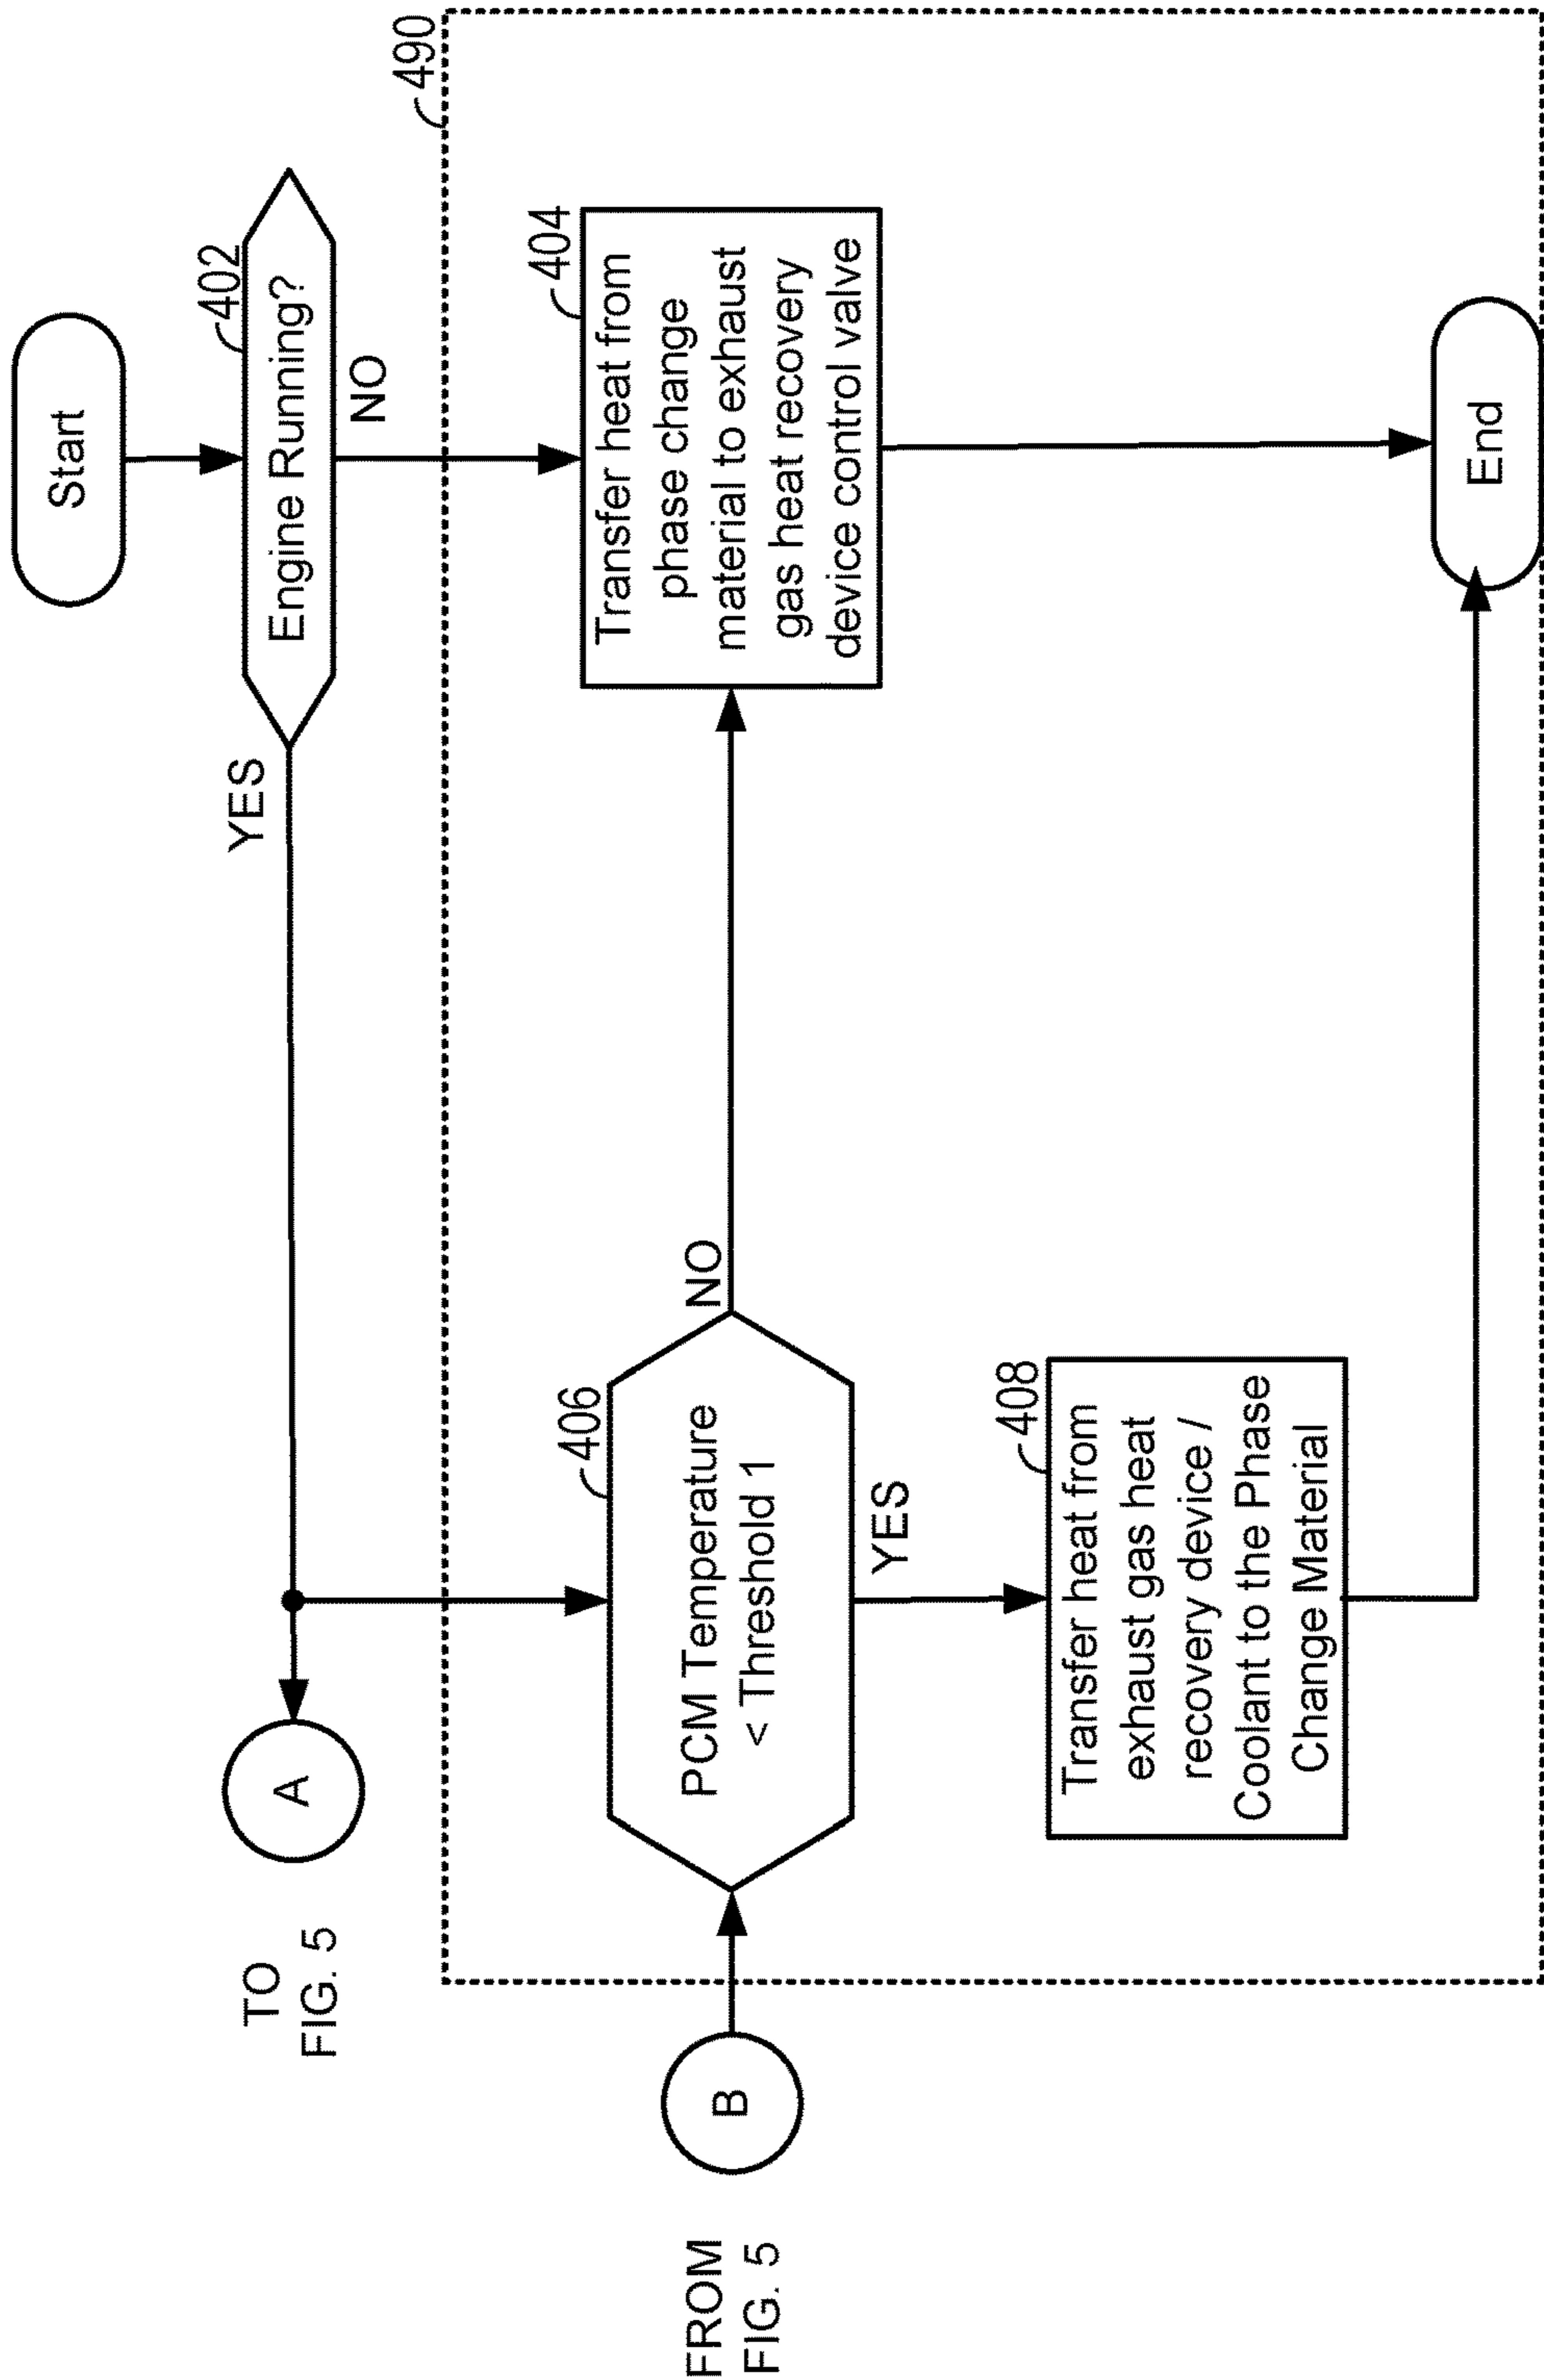 Start
402
Engine Running?
YES
NO
A
TO
FIG. 5
490
404
Transfer heat from
phase change
material to exhaust
gas heat recovery
device control valve
406
PCM Temperature
< Threshold 1
NO
YES
B
FROM
FIG. 5
408
Transfer heat from
exhaust gas heat
recovery device /
Coolant to the Phase
Change Material
End